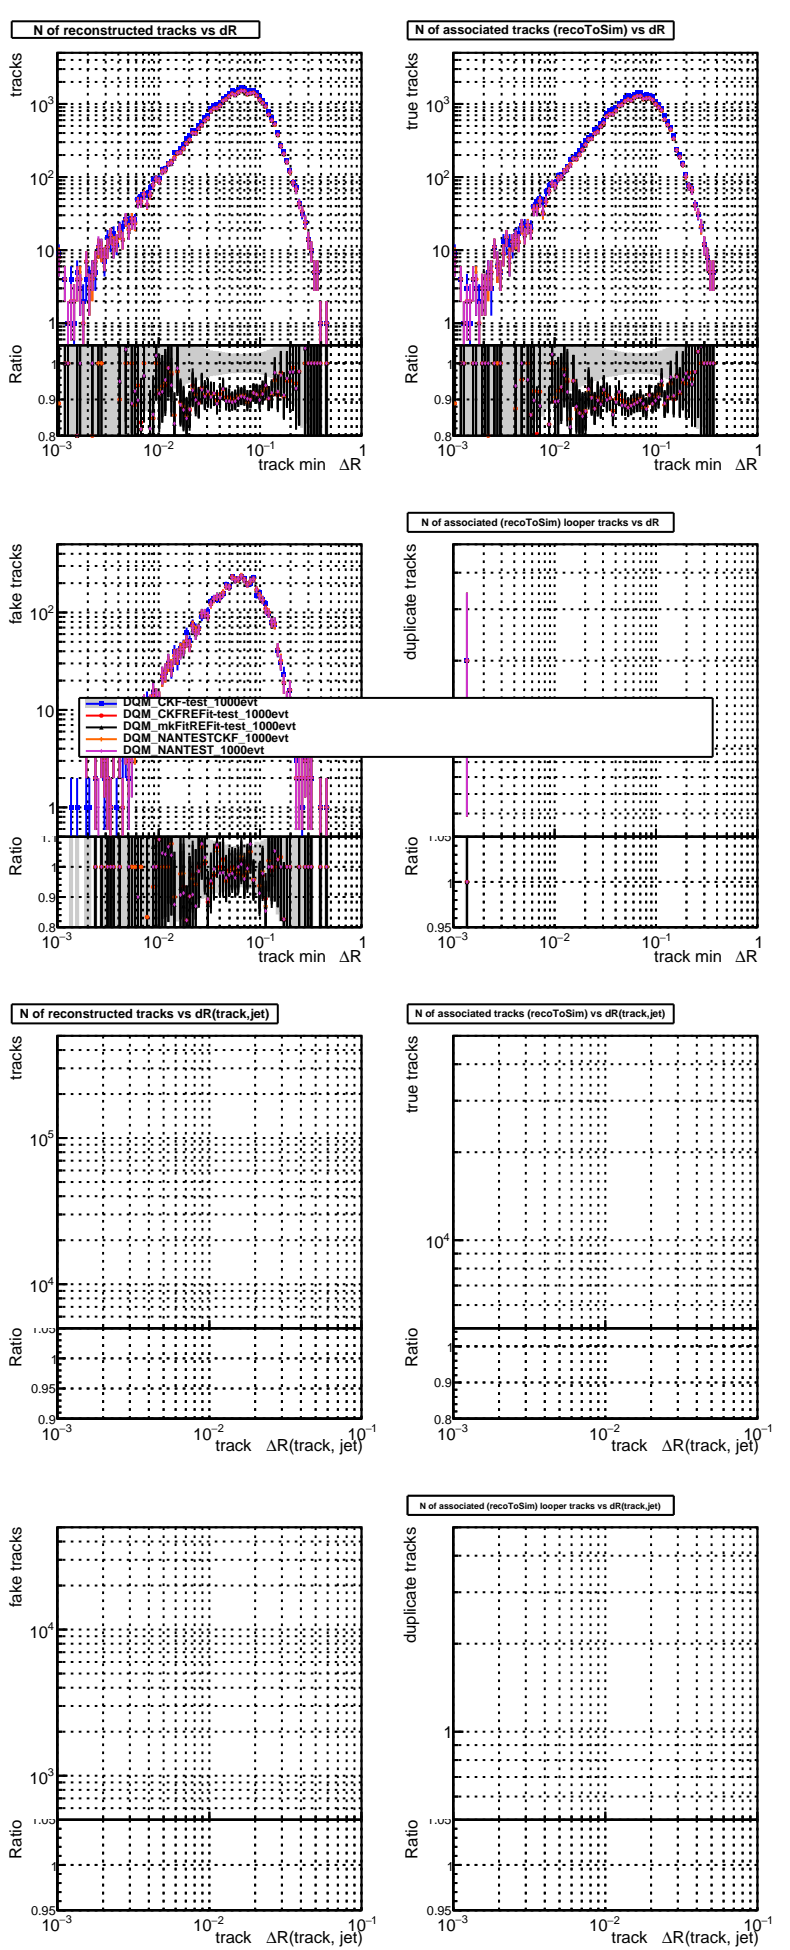 N of reconstructed tracks vs dR
N of associated tracks (recoToSim) vs dR
tracks
10³
10²
10
1
Ratio
1
0.9
0.8
10⁻³ 10⁻² 10⁻¹ 1
track min ΔR
true tracks
10³
10²
10
1
Ratio
1
0.9
0.8
10⁻³ 10⁻² 10⁻¹ 1
track min ΔR
N of associated (recoToSim) looper tracks vs dR
fake tracks
10²
10
1
Ratio
1.1
1
0.9
0.8
10⁻³ 10⁻² 10⁻¹ 1
track min ΔR
duplicate tracks
Ratio
1.05
1
0.95
10⁻³ 10⁻² 10⁻¹ 1
track min ΔR
DQM_CKF-test_1000evt
DQM_CKFREFit-test_1000evt
DQM_mkFitREFit-test_1000evt
DQM_NANTESTCKF_1000evt
DQM_NANTEST_1000evt
N of reconstructed tracks vs dR(track,jet)
N of associated tracks (recoToSim) vs dR(track,jet)
tracks
10⁵
10⁴
Ratio
1.05
1
0.95
0.9
10⁻³ 10⁻² 10⁻¹
track ΔR(track, jet)
true tracks
10⁴
Ratio
1
0.9
0.8
10⁻³ 10⁻² 10⁻¹
track ΔR(track, jet)
N of associated (recoToSim) looper tracks vs dR(track,jet)
fake tracks
10⁴
10³
Ratio
1.05
1
0.95
10⁻³ 10⁻² 10⁻¹
track ΔR(track, jet)
duplicate tracks
1
Ratio
1.05
1
0.95
10⁻³ 10⁻² 10⁻¹
track ΔR(track, jet)